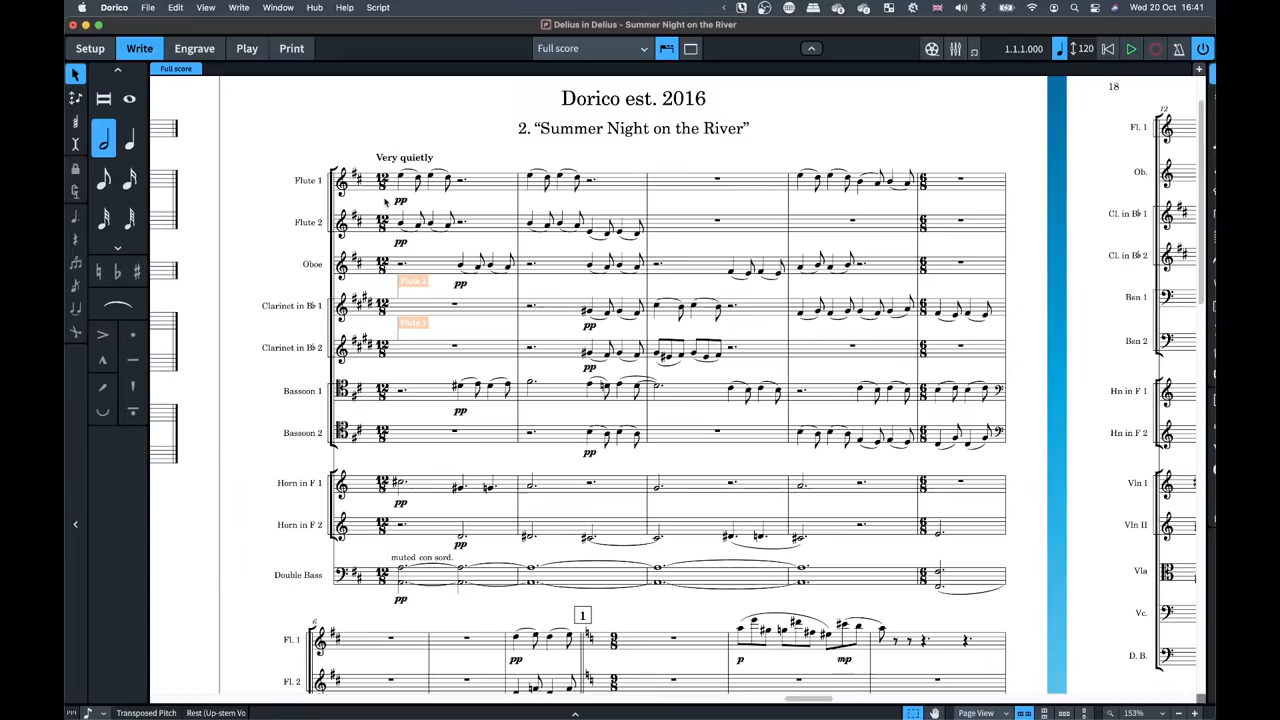 Dorico File Edit View Write Window Hub Help Script Wed 20 Oct 16:41
Delius in Delius - Summer Night on the River
Setup Write Engrave Play Print Full score 1.1.1.000 120
Full score
Dorico est. 2016
2. “Summer Night on the River”
Very quietly
Flute 1
pp
Flute 2
pp
Oboe
pp
Flute 2
Clarinet in B♭ 1
pp
Clarinet in B♭ 2
pp
Bassoon 1
pp
Bassoon 2
pp
Horn in F 1
pp
Horn in F 2
pp
muted con sord.
Double Bass
pp
6
1
Fl. 1
pp p mp
Fl. 2
18
12
Fl. 1
Ob.
Cl. in B♭ 1
Cl. in B♭ 2
Bsn 1
Bsn 2
Hn in F 1
Hn in F 2
Vln I
Vln II
Vla
Vc.
D. B.
Transposed Pitch Rest (Up-stem Vo Page View 153%